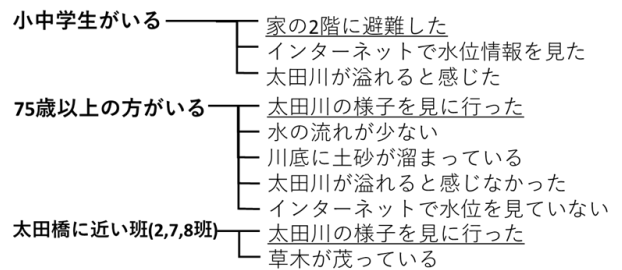 小中学生がいる
家の2階に避難した
インターネットで水位情報を見た
太田川が溢れると感じた
75歳以上の方がいる
太田川の様子を見に行った
水の流れが少ない
川底に土砂が溜まっている
太田川が溢れると感じなかった
インターネットで水位を見ていない
太田橋に近い班(2,7,8班)
太田川の様子を見に行った
草木が茂っている